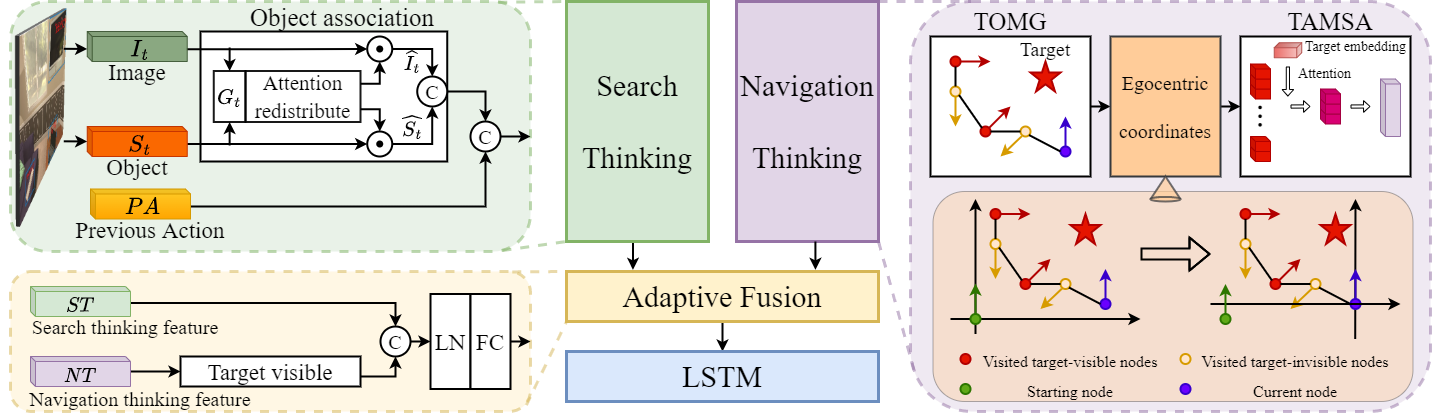 Object association
I_t
Image
G_t
Attention
redistribute
\widehat{I_t}
\widehat{S_t}
C
C
S_t
Object
PA
Previous Action
Search
Thinking
Navigation
Thinking
TOMG
Target
Egocentric
coordinates
TAMSA
Target embedding
Attention
Adaptive Fusion
LSTM
ST
Search thinking feature
NT
Navigation thinking feature
Target visible
C
LN
FC
Visited target-visible nodes
Visited target-invisible nodes
Starting node
Current node